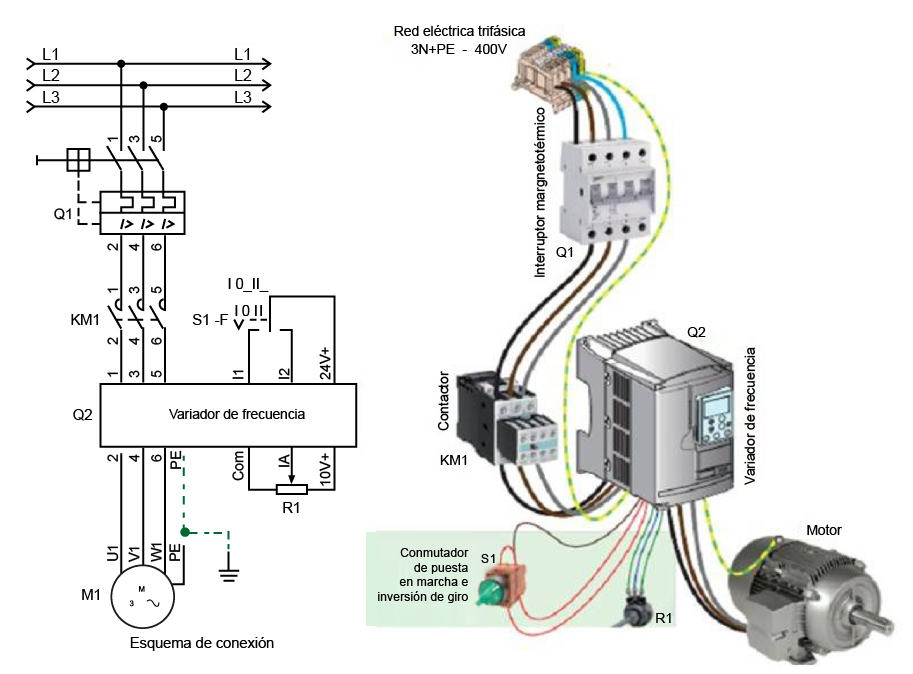 L1 L1
L2 L2
L3 L3
1 3 5
Q1
I> I> I>
2 4 6
1 3 5
KM1
2 4 6
I 0_II_
I 0 II
S1 -F
1 3 5
I1 I2 24V+
Q2
Variador de frecuencia
2 4 6 PE
Com IA 10V+
R1
U1 V1 W1 PE
M1
M
3
Esquema de conexión
Red eléctrica trifásica
3N+PE - 400V
Interruptor margnetotérmico
Q1
Q2
Variador de frecuencia
Contactor
KM1
Conmutador
de puesta
en marcha e
inversión de giro
S1
R1
Motor